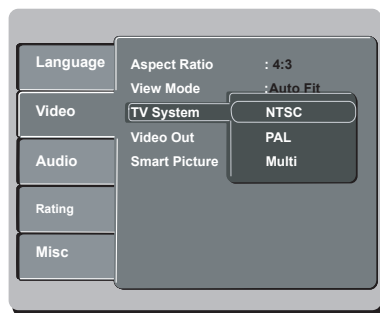 Language
Video
Audio
Rating
Misc
Aspect Ratio : 4:3
View Mode :Auto Fit
TV System NTSC
Video Out PAL
Smart Picture Multi